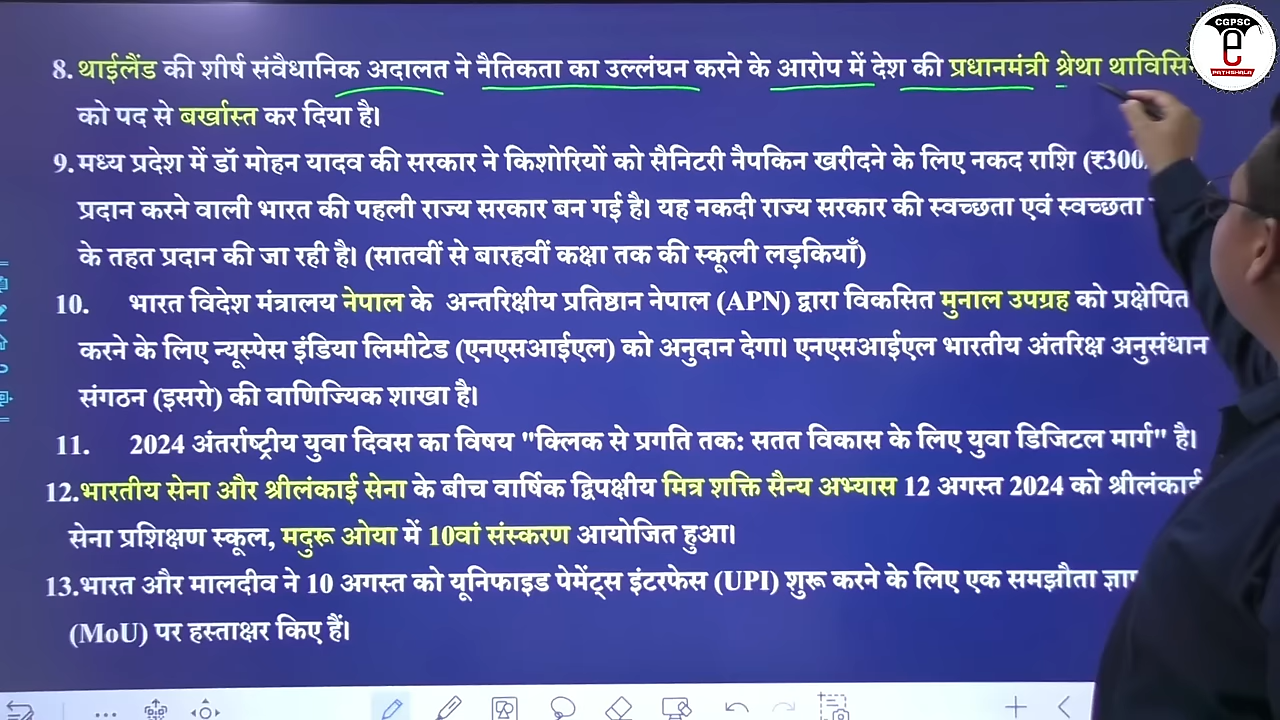 CGPSC
e
PATHSHALA
8. थाईलैंड की शीर्ष संवैधानिक अदालत ने नैतिकता का उल्लंघन करने के आरोप में देश की प्रधानमंत्री श्रेथा
को पद से बर्खास्त कर दिया है।
9. मध्य प्रदेश में डॉ मोहन यादव की सरकार ने किशोरियों को सैनिटरी नैपकिन खरीदने के लिए नकद राशि (₹300
प्रदान करने वाली भारत की पहली राज्य सरकार बन गई है। यह नकदी राज्य सरकार की स्वच्छता एवं स्वच्छता
के तहत प्रदान की जा रही है। (सातवीं से बारहवीं कक्षा तक की स्कूली लड़कियाँ)
10. भारत विदेश मंत्रालय नेपाल के अन्तरिक्षीय प्रतिष्ठान नेपाल (APN) द्वारा विकसित मुनाल उपग्रह को प्रक्षेपित
करने के लिए न्यूस्पेस इंडिया लिमीटेड (एनएसआईएल) को अनुदान देगा। एनएसआईएल भारतीय अंतरिक्ष अनुसंधान
संगठन (इसरो) की वाणिज्यिक शाखा है।
11. 2024 अंतर्राष्ट्रीय युवा दिवस का विषय "क्लिक से प्रगति तक: सतत विकास के लिए युवा डिजिटल मार्ग" है।
12. भारतीय सेना और श्रीलंकाई सेना के बीच वार्षिक द्विपक्षीय मित्र शक्ति सैन्य अभ्यास 12 अगस्त 2024 को श्रीलंकाई
सेना प्रशिक्षण स्कूल, मदुरू ओया में 10वां संस्करण आयोजित हुआ।
13. भारत और मालदीव ने 10 अगस्त को यूनिफाइड पेमेंट्स इंटरफेस (UPI) शुरू करने के लिए एक समझौता
(MoU) पर हस्ताक्षर किए हैं।